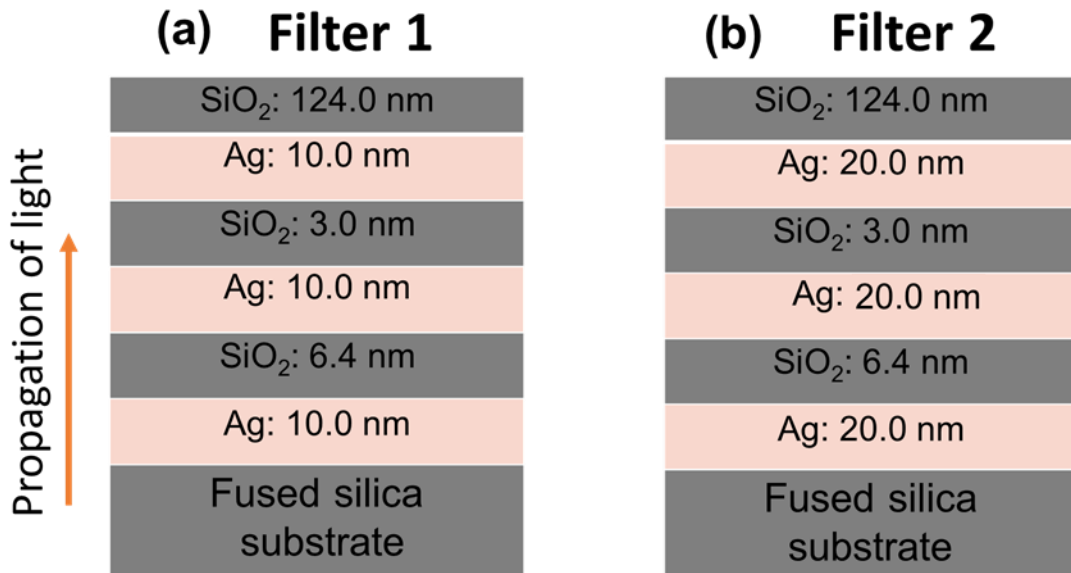 (a) Filter 1
SiO₂: 124.0 nm
Ag: 10.0 nm
SiO₂: 3.0 nm
Ag: 10.0 nm
SiO₂: 6.4 nm
Ag: 10.0 nm
Fused silica
substrate
Propagation of light
(b) Filter 2
SiO₂: 124.0 nm
Ag: 20.0 nm
SiO₂: 3.0 nm
Ag: 20.0 nm
SiO₂: 6.4 nm
Ag: 20.0 nm
Fused silica
substrate